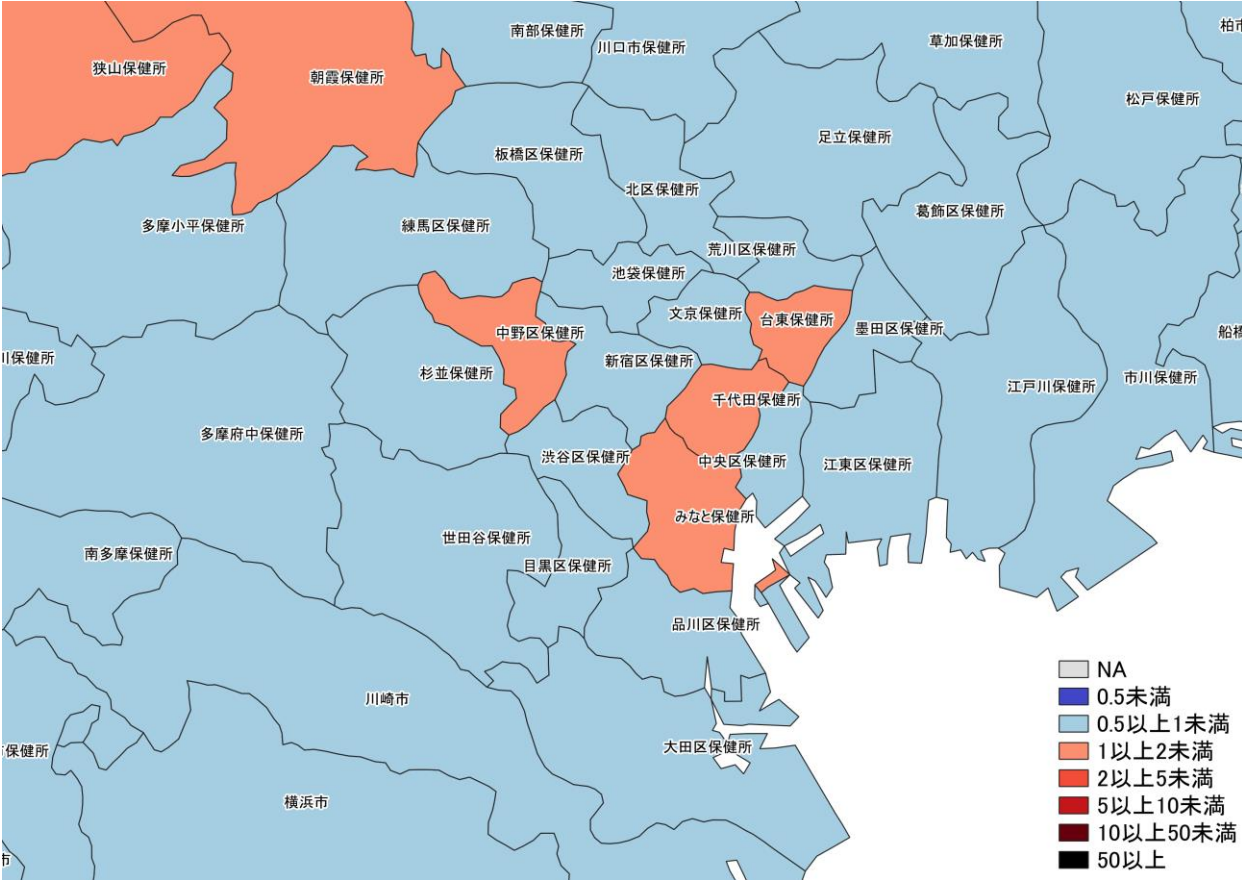 南部保健所
柏市
川口市保健所
草加保健所
狭山保健所
朝霞保健所
松戸保健所
足立保健所
板橋区保健所
北区保健所
葛飾区保健所
多摩小平保健所
練馬区保健所
荒川区保健所
池袋保健所
文京保健所
台東保健所
中野区保健所
墨田区保健所
船橋
川保健所
新宿区保健所
杉並保健所
江戸川保健所
市川保健所
千代田保健所
多摩府中保健所
渋谷区保健所
中央区保健所
江東区保健所
みなと保健所
世田谷保健所
南多摩保健所
目黒区保健所
品川区保健所
川崎市
大田区保健所
市保健所
横浜市
市
NA
0.5未満
0.5以上1未満
1以上2未満
2以上5未満
5以上10未満
10以上50未満
50以上